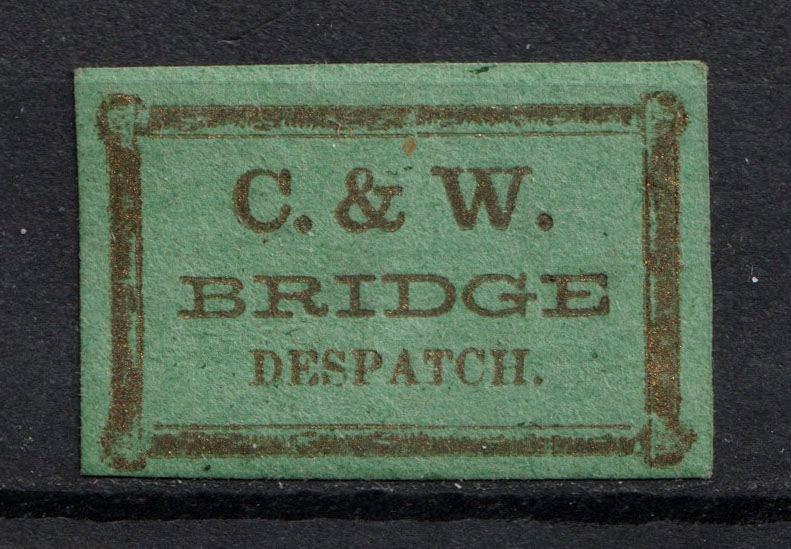 C. & W.
BRIDGE
DESPATCH.